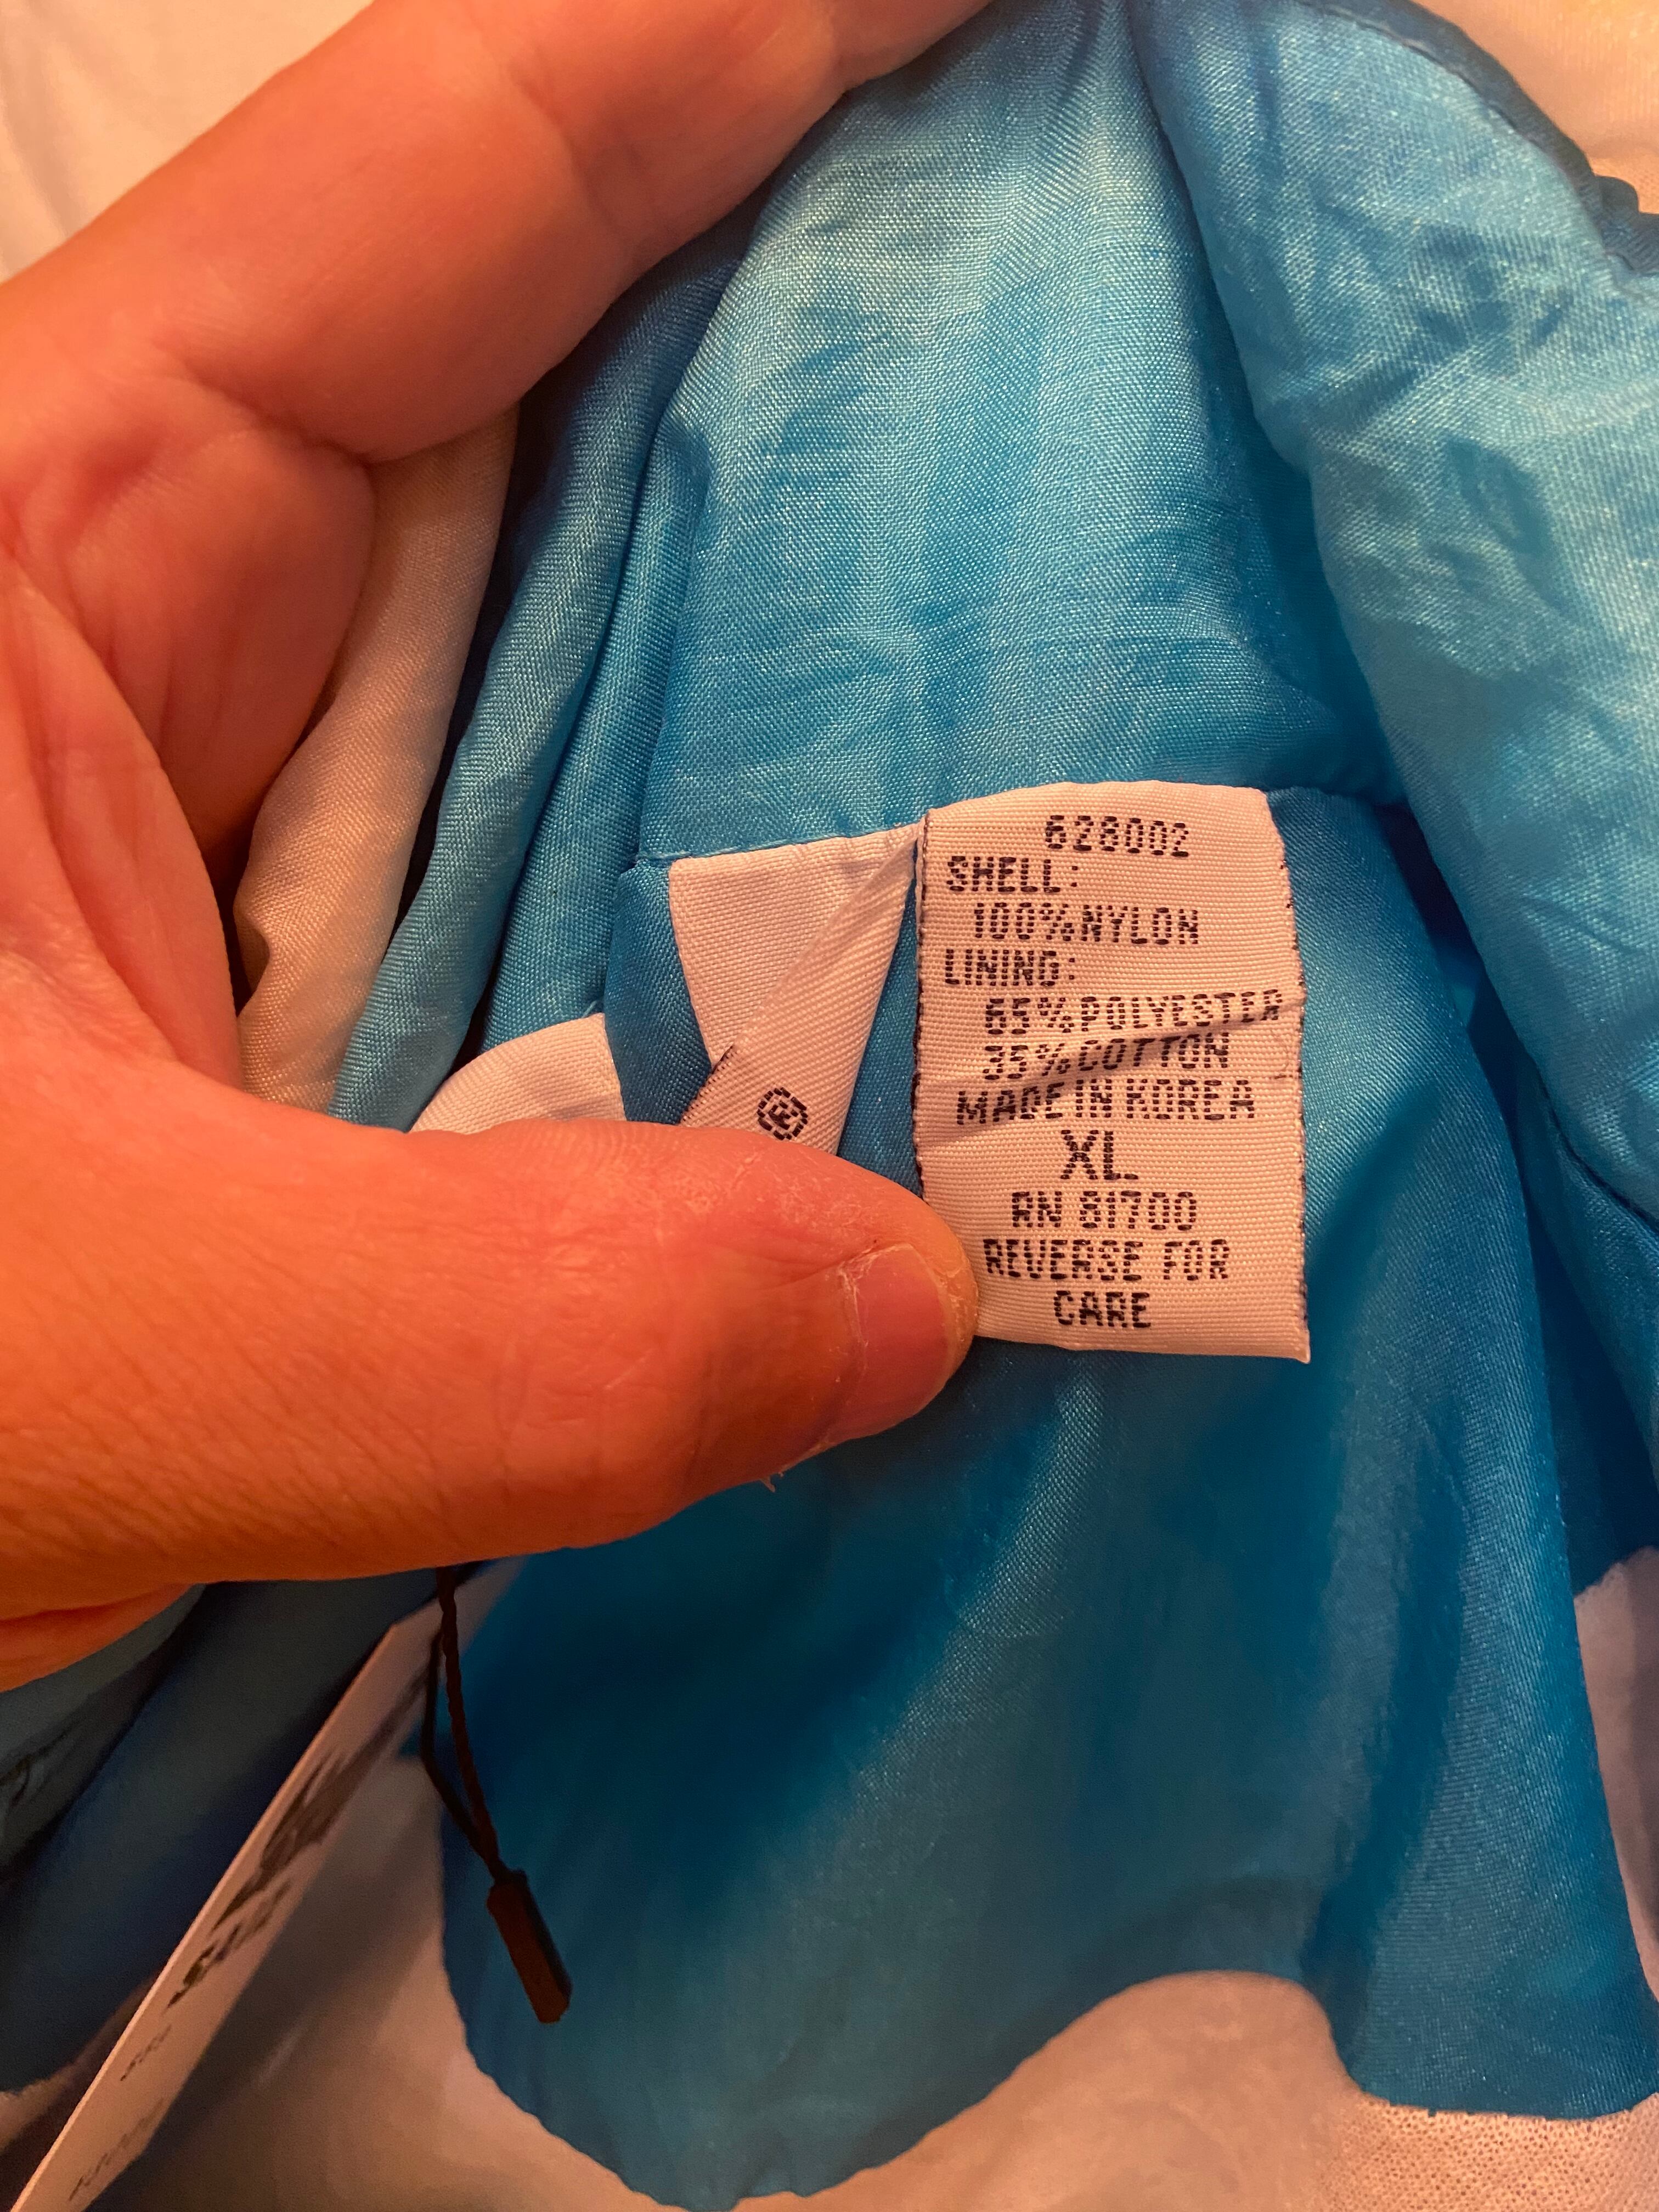 628002
SHELL:
100%NYLON
LINING:
65%POLYESTER
35%COTTON
MADE IN KOREA
XL
RN 81700
REVERSE FOR
CARE